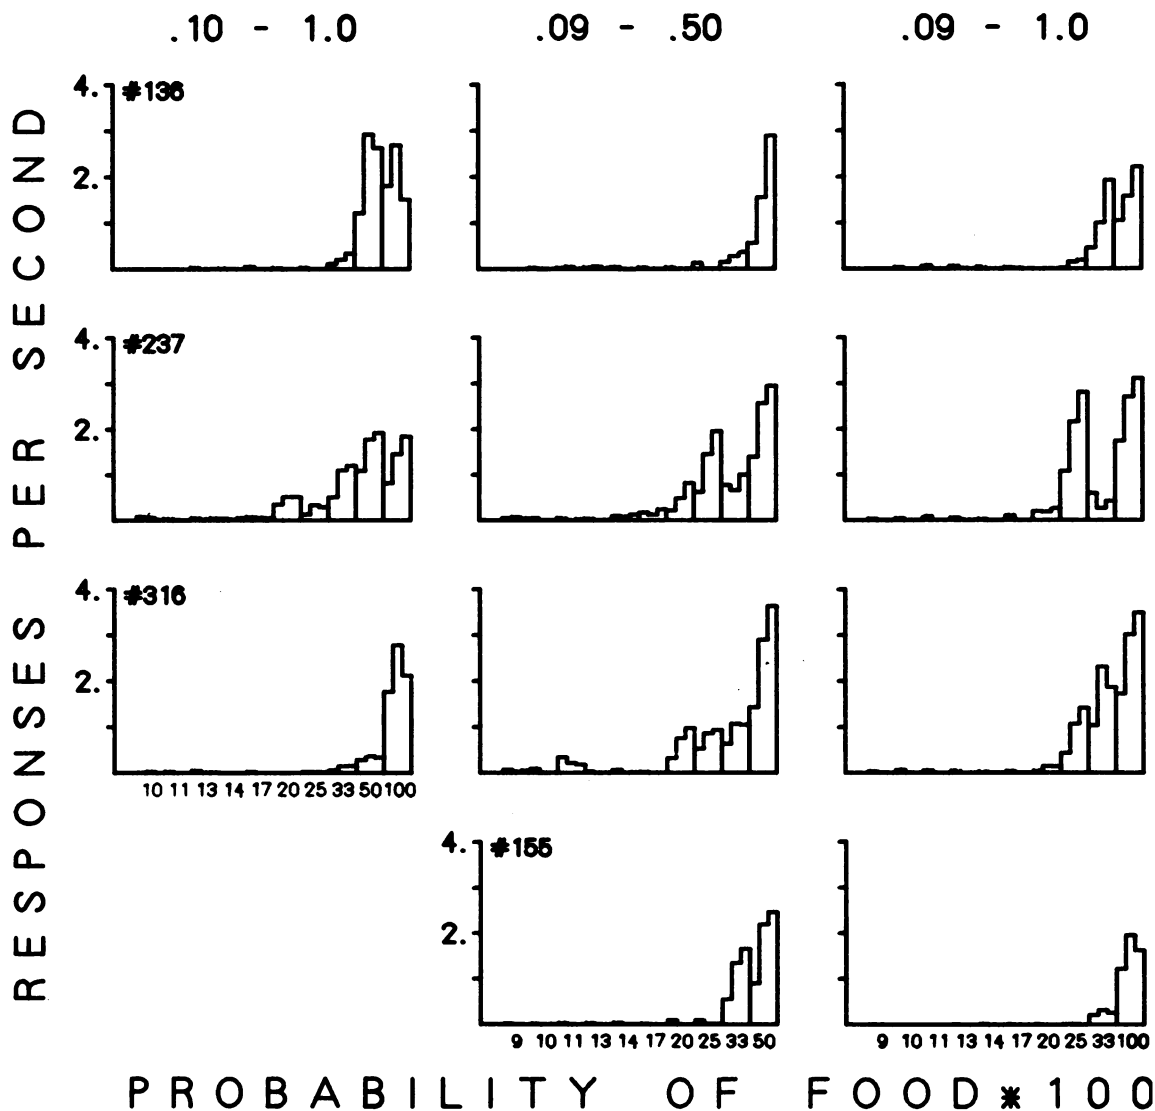 .10 - 1.0 .09 - .50 .09 - 1.0
RESPONSES PER SECOND
4. #136
2.
4. #237
2.
4. #316
2.
10 11 13 14 17 20 25 33 50 100
4. #155
2.
9 10 11 13 14 17 20 25 33 50
9 10 11 13 14 17 20 25 33 100
PROBABILITY OF FOOD*100